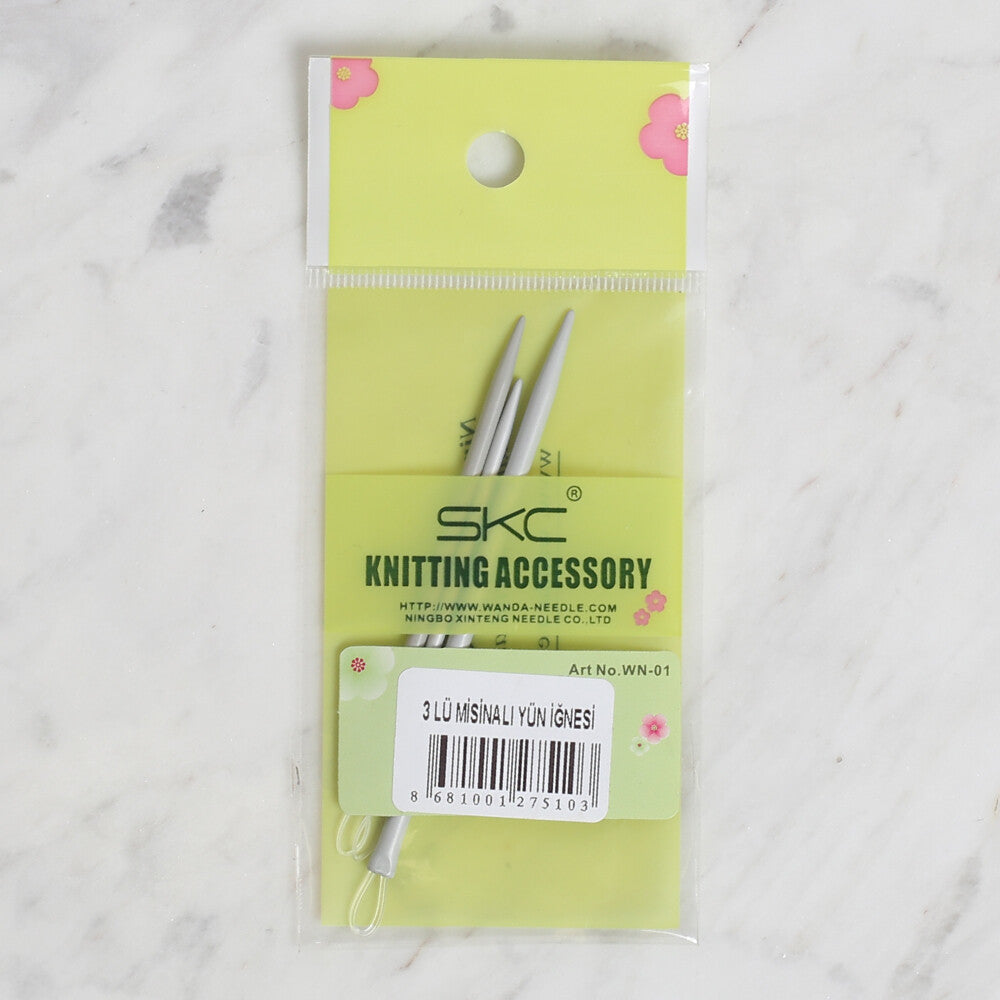 SKC®
KNITTING ACCESSORY
HTTP://WWW.WANDA-NEEDLE.COM
NINGBO XINTENG NEEDLE CO.,LTD
Art No.WN-01
3 LÜ MİSİNALI YÜN İĞNESİ
8 681001 275103